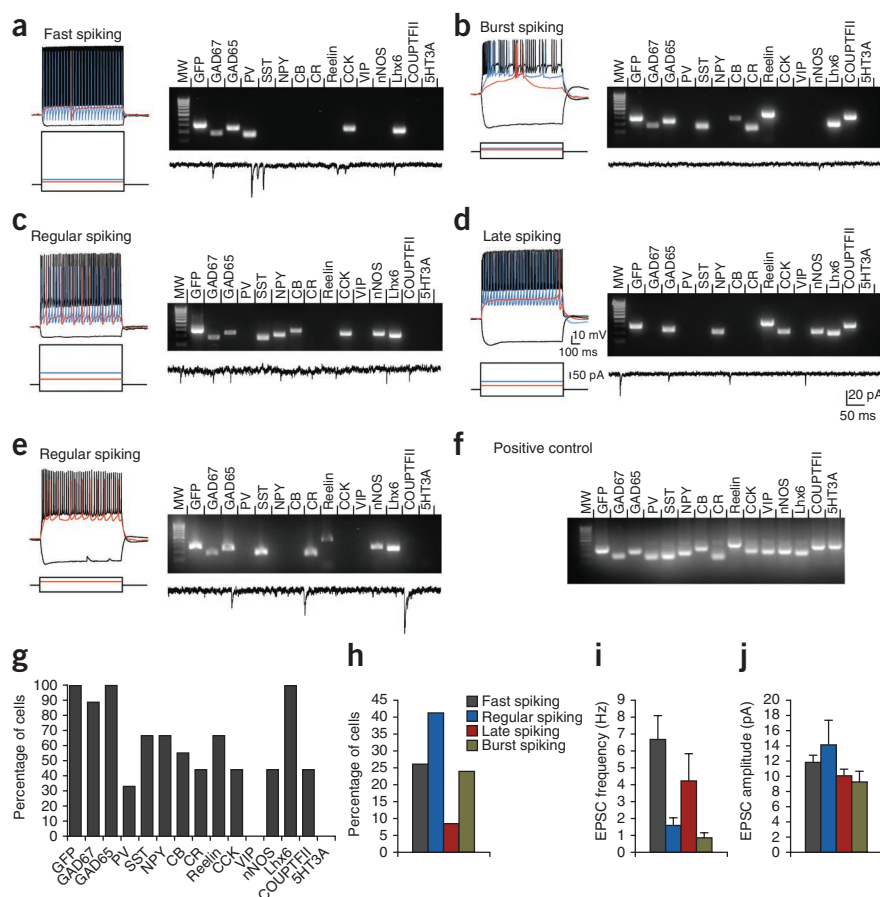 a
Fast spiking
MW GFP GAD67 GAD65 PV SST NPY CB CR Reelin CCK VIP nNOS Lhx6 COUPTFII 5HT3A
b
Burst spiking
MW GFP GAD67 GAD65 PV SST NPY CB CR Reelin CCK VIP nNOS Lhx6 COUPTFII 5HT3A
c
Regular spiking
MW GFP GAD67 GAD65 PV SST NPY CB CR Reelin CCK VIP nNOS Lhx6 COUPTFII 5HT3A
d
Late spiking
MW GFP GAD67 GAD65 PV SST NPY CB CR Reelin CCK VIP nNOS Lhx6 COUPTFII 5HT3A
10 mV
100 ms
50 pA
20 pA
50 ms
e
Regular spiking
MW GFP GAD67 GAD65 PV SST NPY CB CR Reelin CCK VIP nNOS Lhx6 COUPTFII 5HT3A
f
Positive control
MW GFP GAD67 GAD65 PV SST NPY CB CR Reelin CCK VIP nNOS Lhx6 COUPTFII 5HT3A
g
Percentage of cells
100
90
80
70
60
50
40
30
20
10
0
GFP GAD67 GAD65 PV SST NPY CB CR Reelin CCK VIP nNOS Lhx6 COUPTFII 5HT3A
h
Percentage of cells
45
40
35
30
25
20
15
10
5
0
Fast spiking
Regular spiking
Late spiking
Burst spiking
i
EPSC frequency (Hz)
9
8
7
6
5
4
3
2
1
0
j
EPSC amplitude (pA)
20
18
16
14
12
10
8
6
4
2
0